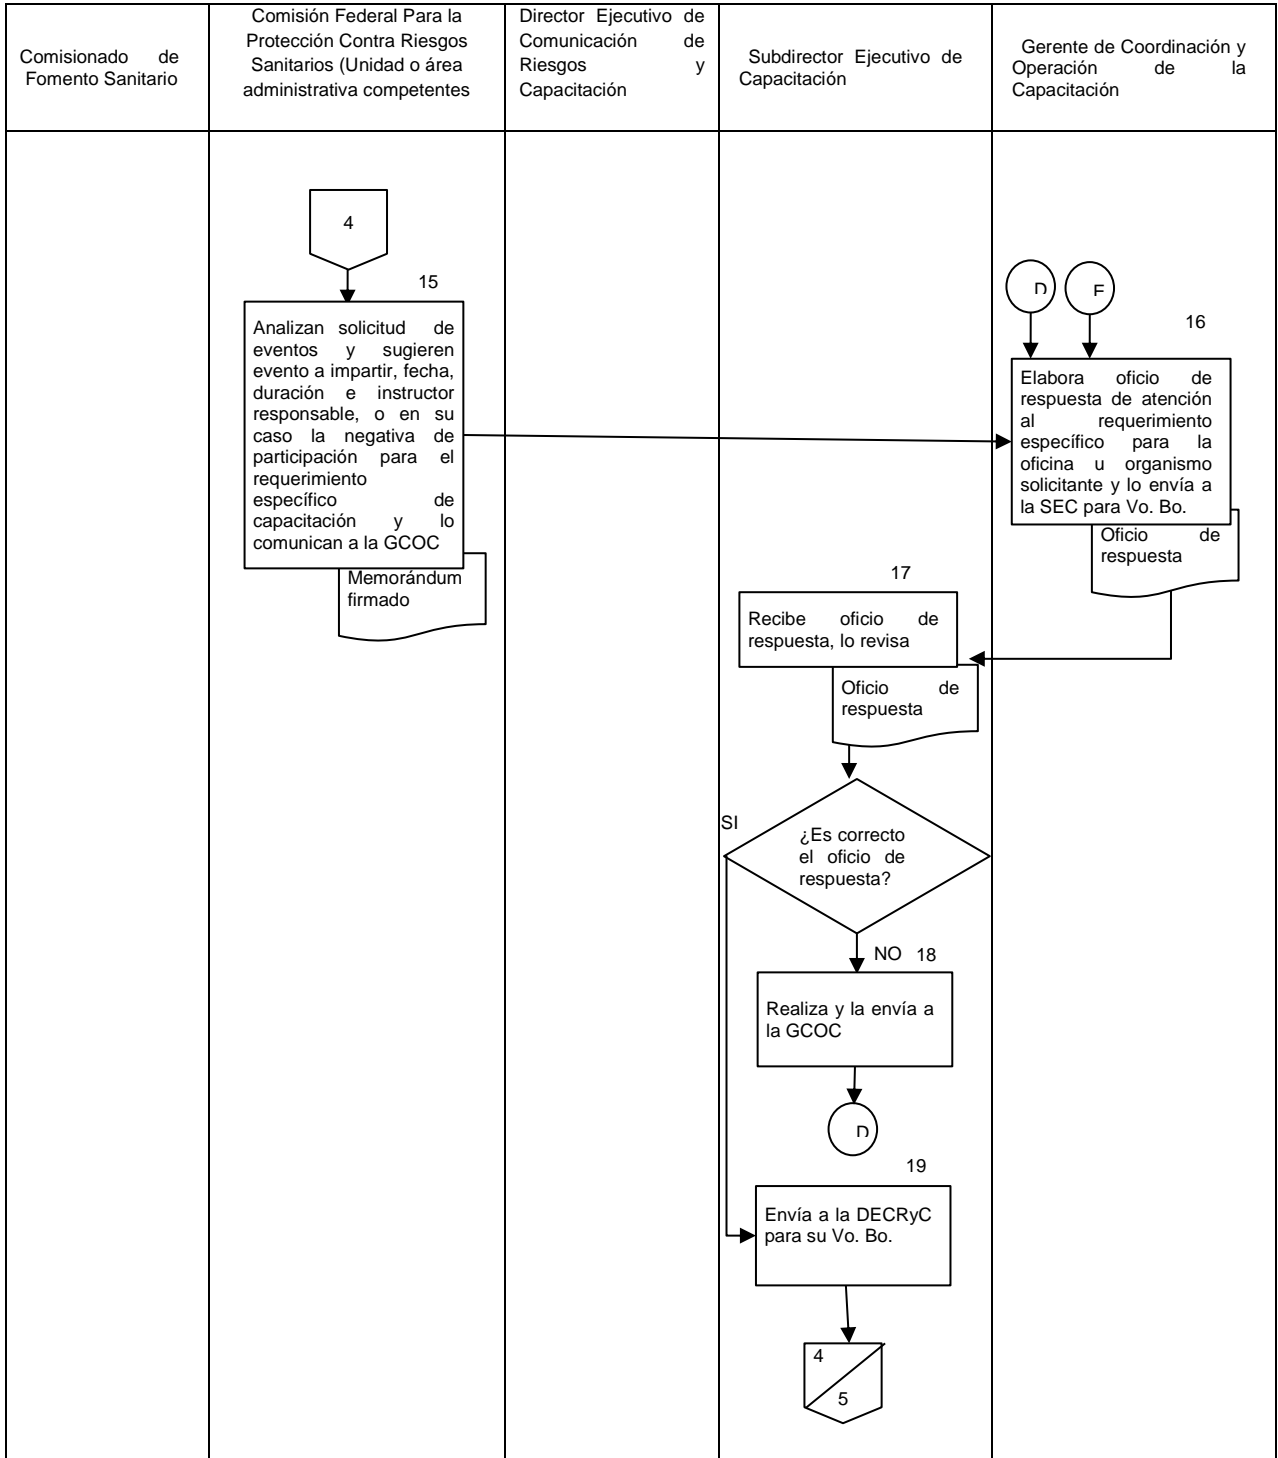 Comisionado de
Fomento Sanitario
Comisión Federal Para la
Protección Contra Riesgos
Sanitarios (Unidad o área
administrativa competentes
Director Ejecutivo de
Comunicación de
Riesgos y
Capacitación
Subdirector Ejecutivo de
Capacitación
Gerente de Coordinación y
Operación de la
Capacitación
4
15
Analizan solicitud de
eventos y sugieren
evento a impartir, fecha,
duración e instructor
responsable, o en su
caso la negativa de
participación para el
requerimiento
específico de
capacitación y lo
comunican a la GCOC
Memorándum
firmado
D
16
Elabora oficio de
respuesta de atención
al requerimiento
específico para la
oficina u organismo
solicitante y lo envía a
la SEC para Vo. Bo.
Oficio de
respuesta
17
Recibe oficio de
respuesta, lo revisa
Oficio de
respuesta
SI
¿Es correcto
el oficio de
respuesta?
NO 18
Realiza y la envía a
la GCOC
D
19
Envía a la DECRyC
para su Vo. Bo.
4
5